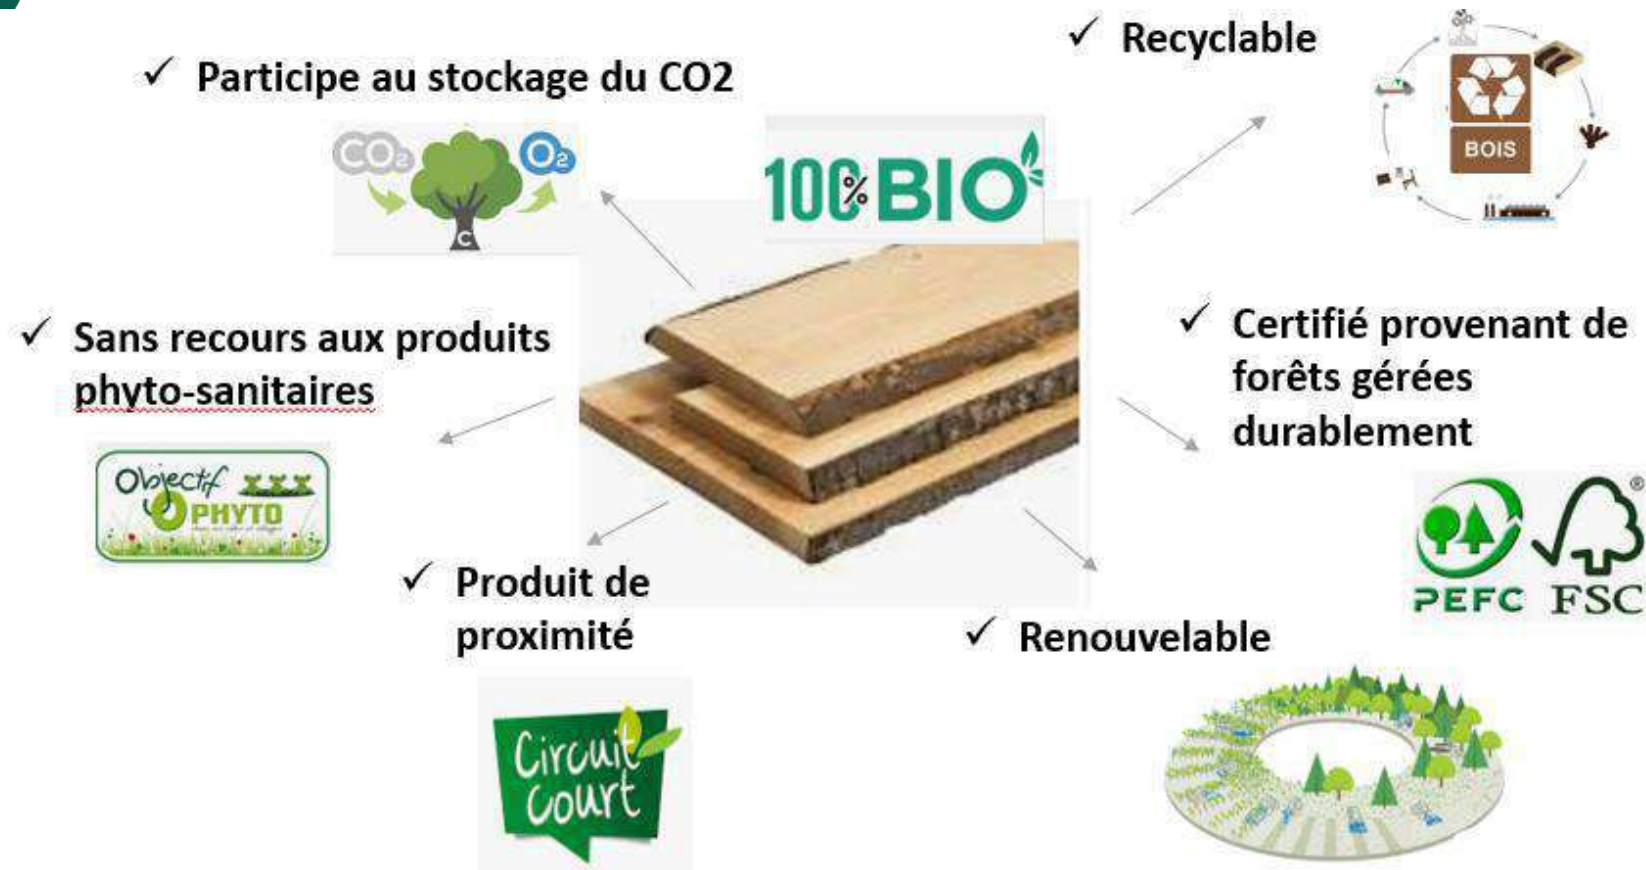 Recyclable
Participe au stockage du CO2
CO2
O2
C
100%BIO
BOIS
Sans recours aux produits
phyto-sanitaires
Certifié provenant de
forêts gérées
durablement
Objectif
PHYTO
PEFC
FSC
®
Produit de
proximité
Renouvelable
Circuit
court